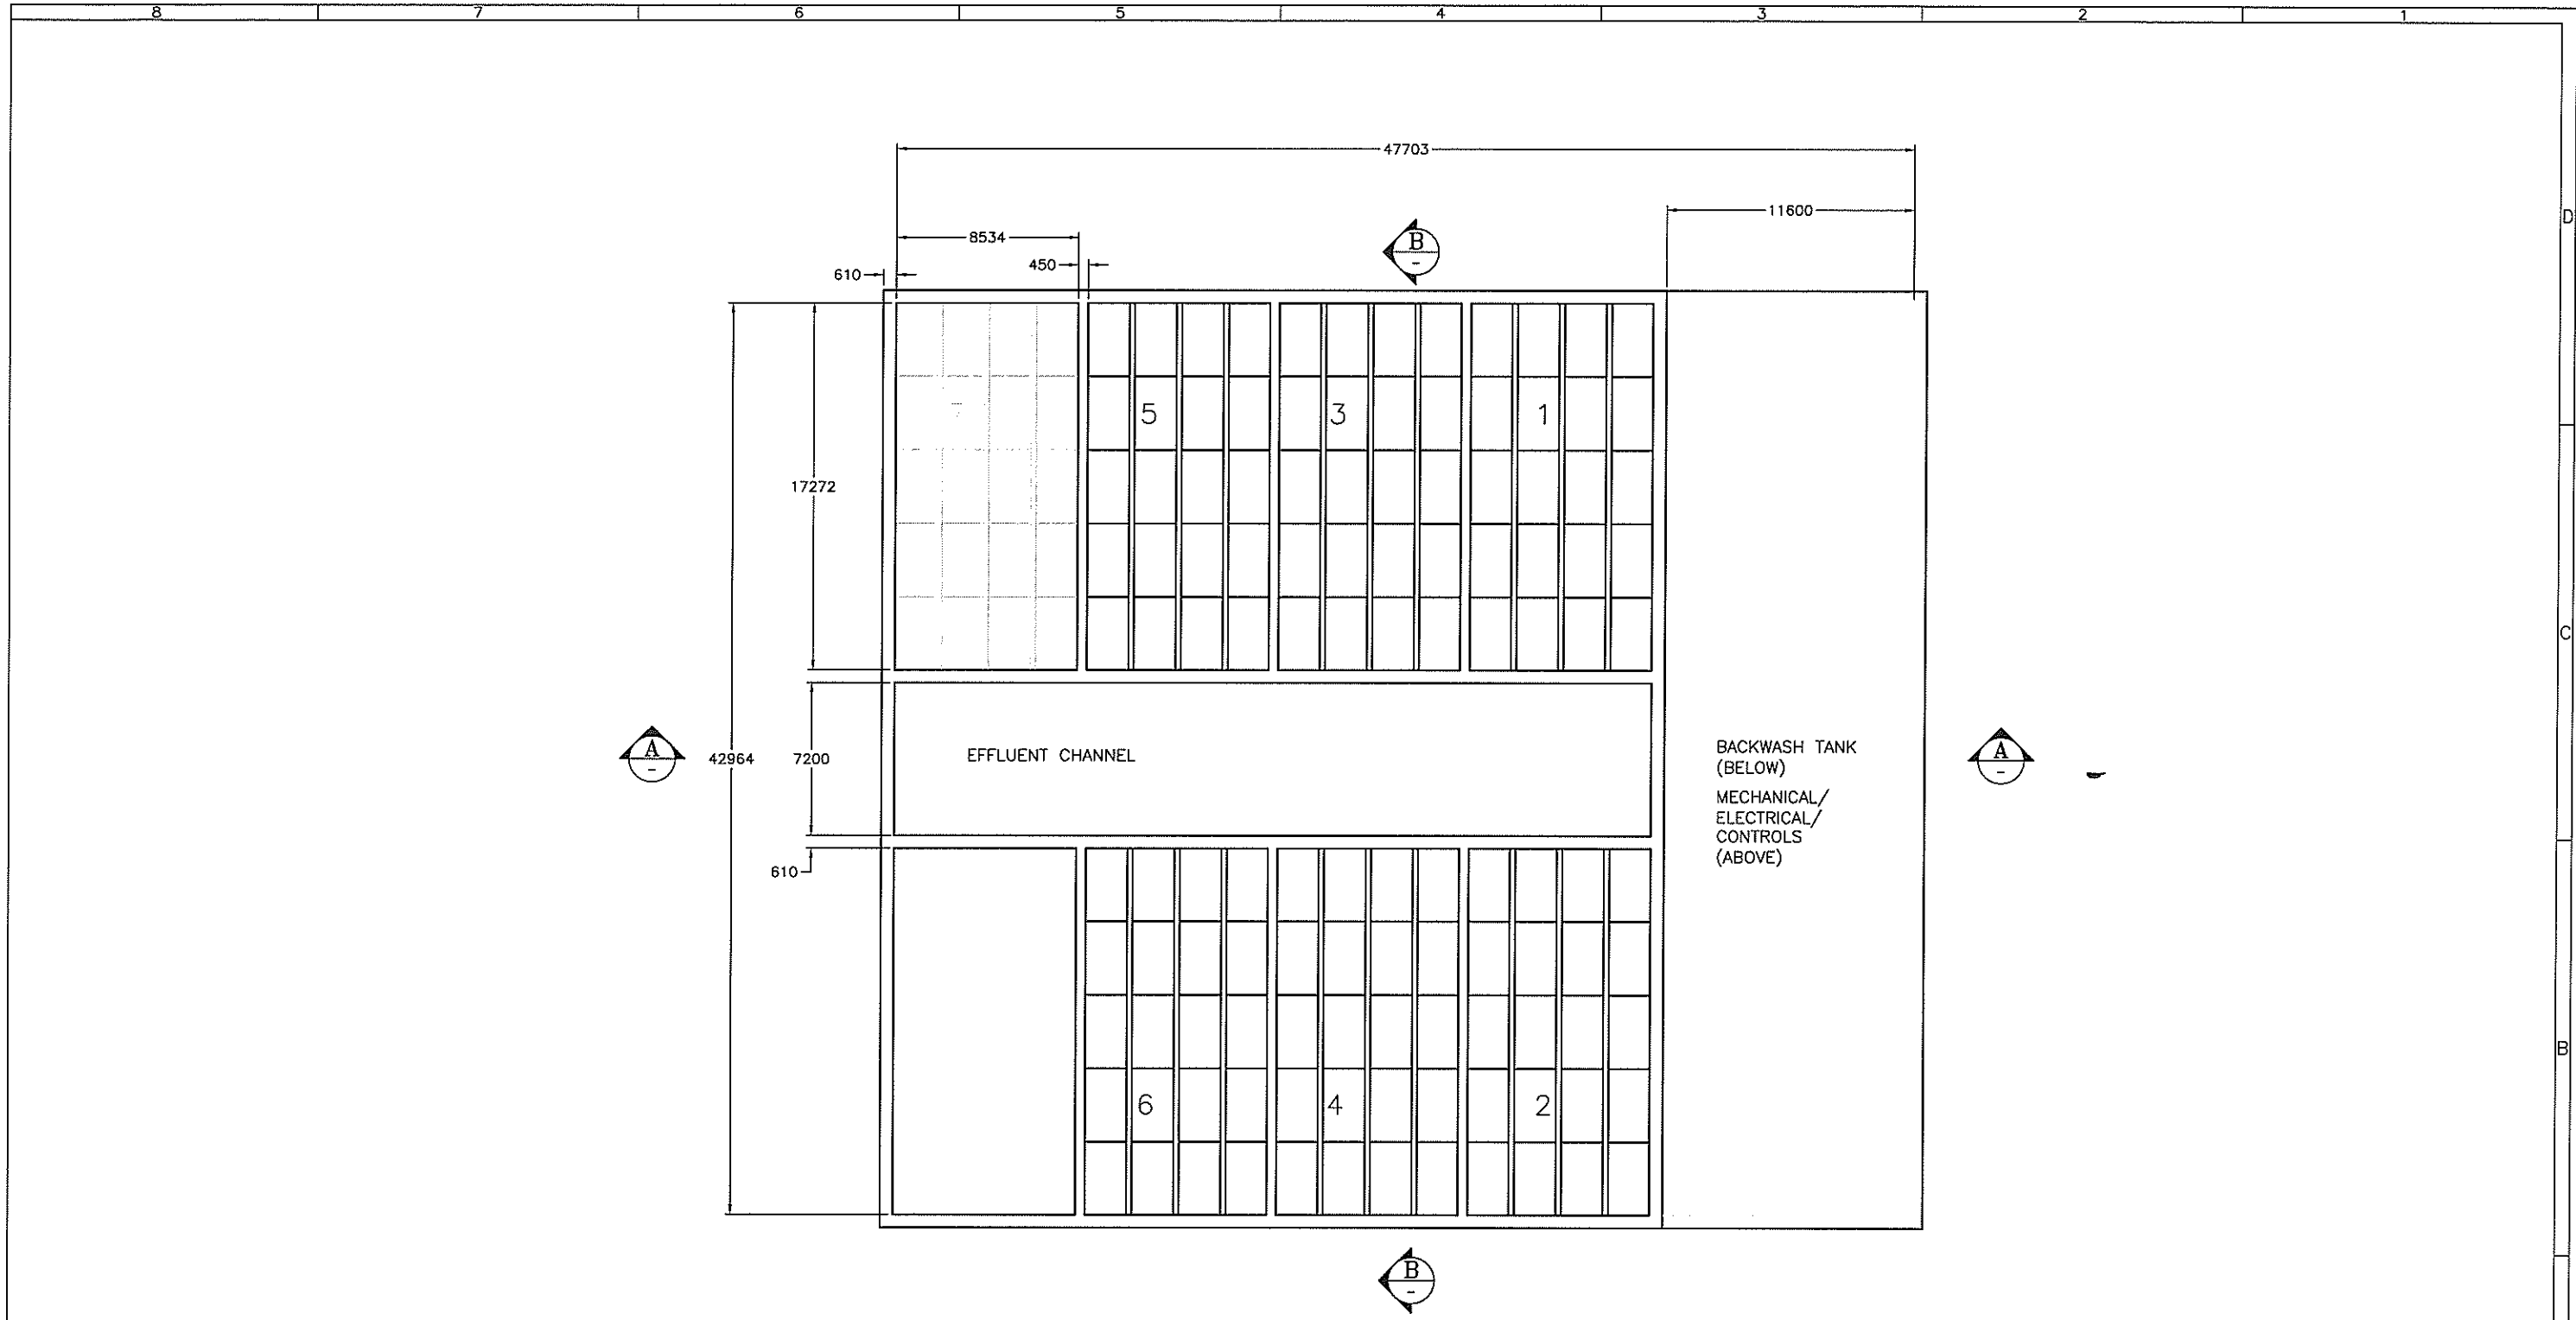 8 7 6 5 4 3 2 1
47703
11600
D
8534
B
-
610
450
7
5
3
1
17272
C
A
-
42964
7200
EFFLUENT CHANNEL
BACKWASH TANK
(BELOW)
MECHANICAL/
ELECTRICAL/
CONTROLS
(ABOVE)
A
-
610
B
6
4
2
B
-